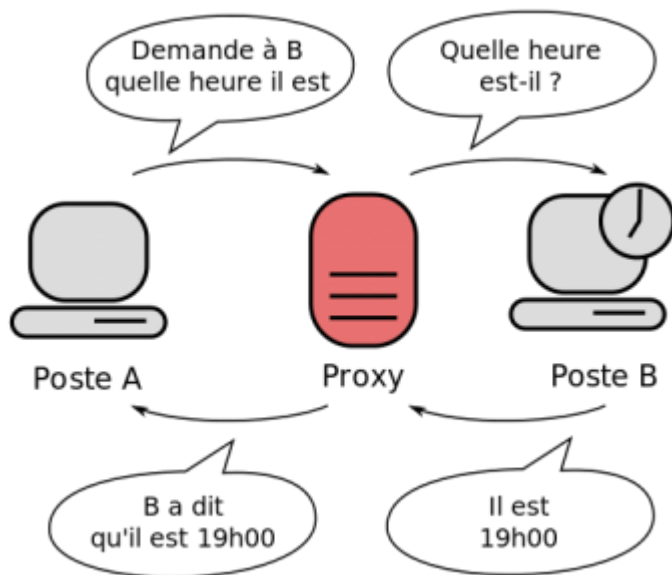 Demande à B
quelle heure il est
Quelle heure
est-il ?
Poste A
Proxy
Poste B
B a dit
qu'il est 19h00
Il est
19h00